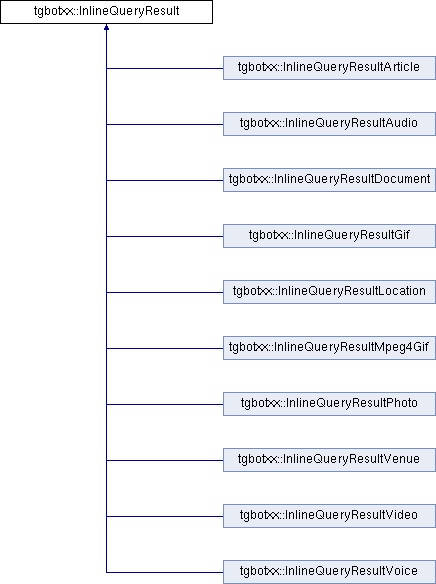 tgbotxx::InlineQueryResult
tgbotxx::InlineQueryResultArticle
tgbotxx::InlineQueryResultAudio
tgbotxx::InlineQueryResultDocument
tgbotxx::InlineQueryResultGif
tgbotxx::InlineQueryResultLocation
tgbotxx::InlineQueryResultMpeg4Gif
tgbotxx::InlineQueryResultPhoto
tgbotxx::InlineQueryResultVenue
tgbotxx::InlineQueryResultVideo
tgbotxx::InlineQueryResultVoice